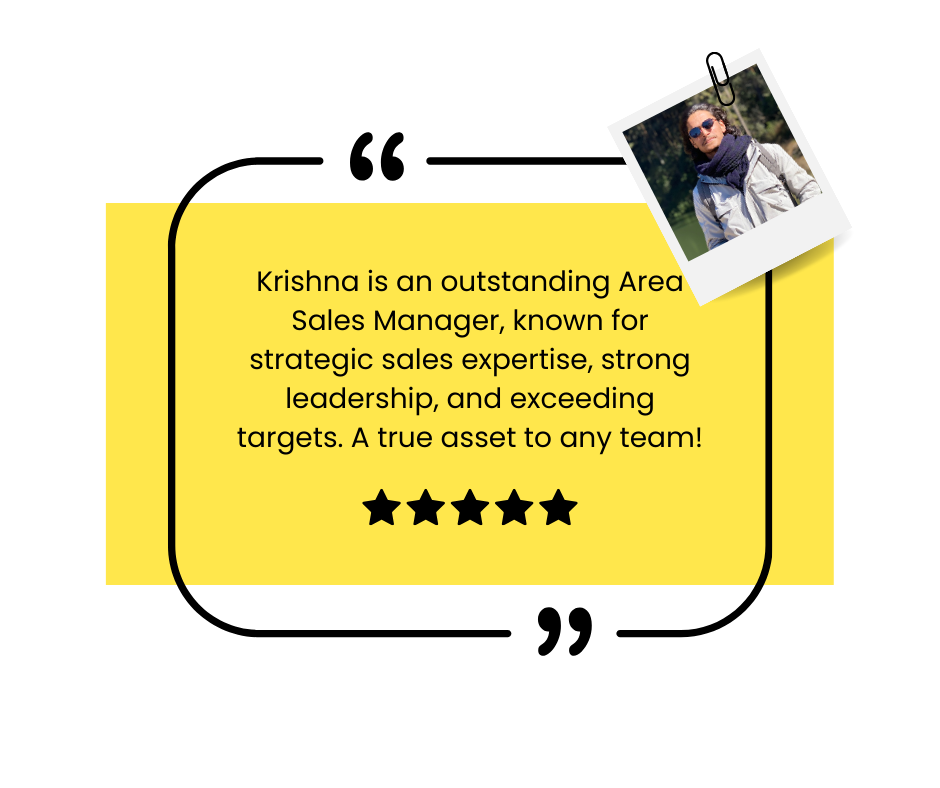 Krishna is an outstanding Area
Sales Manager, known for
strategic sales expertise, strong
leadership, and exceeding
targets. A true asset to any team!